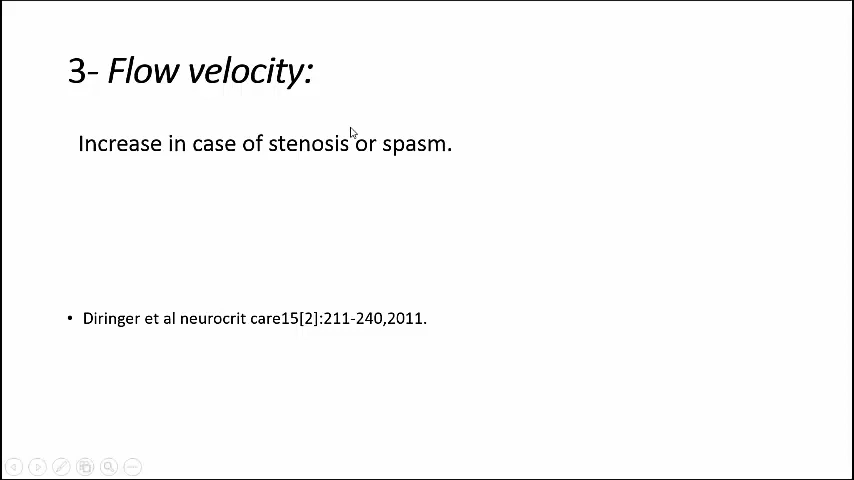 3- Flow velocity:
Increase in case of stenosis or spasm.
• Diringer et al neurocrit care15[2]:211-240,2011.